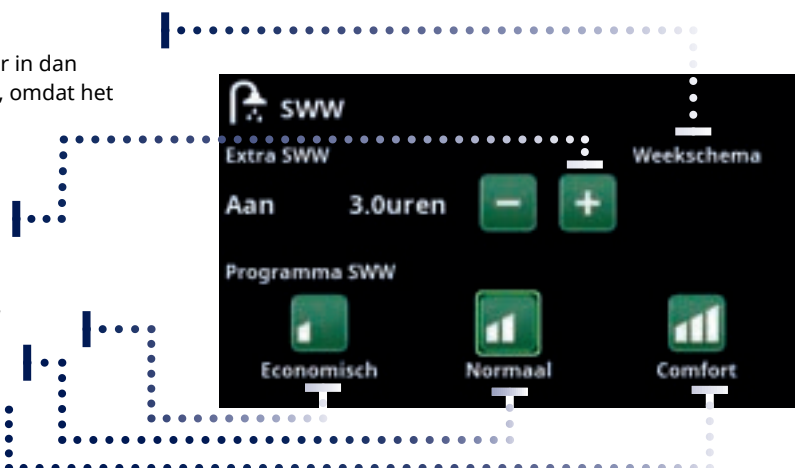 r in dan
, omdat het
SWW
Extra SWW
Weekschema
Aan 3.0uren − +
Programma SWW
Economisch Normaal Comfort